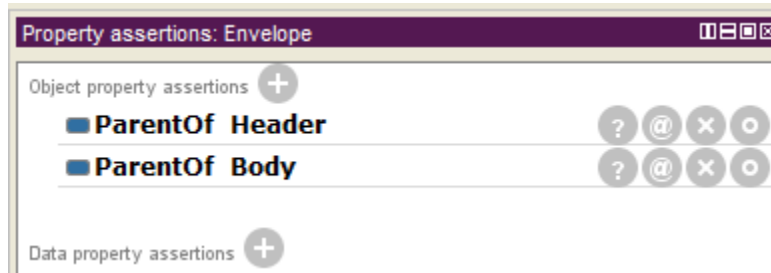 Property assertions: Envelope
Object property assertions
ParentOf Header
ParentOf Body
Data property assertions